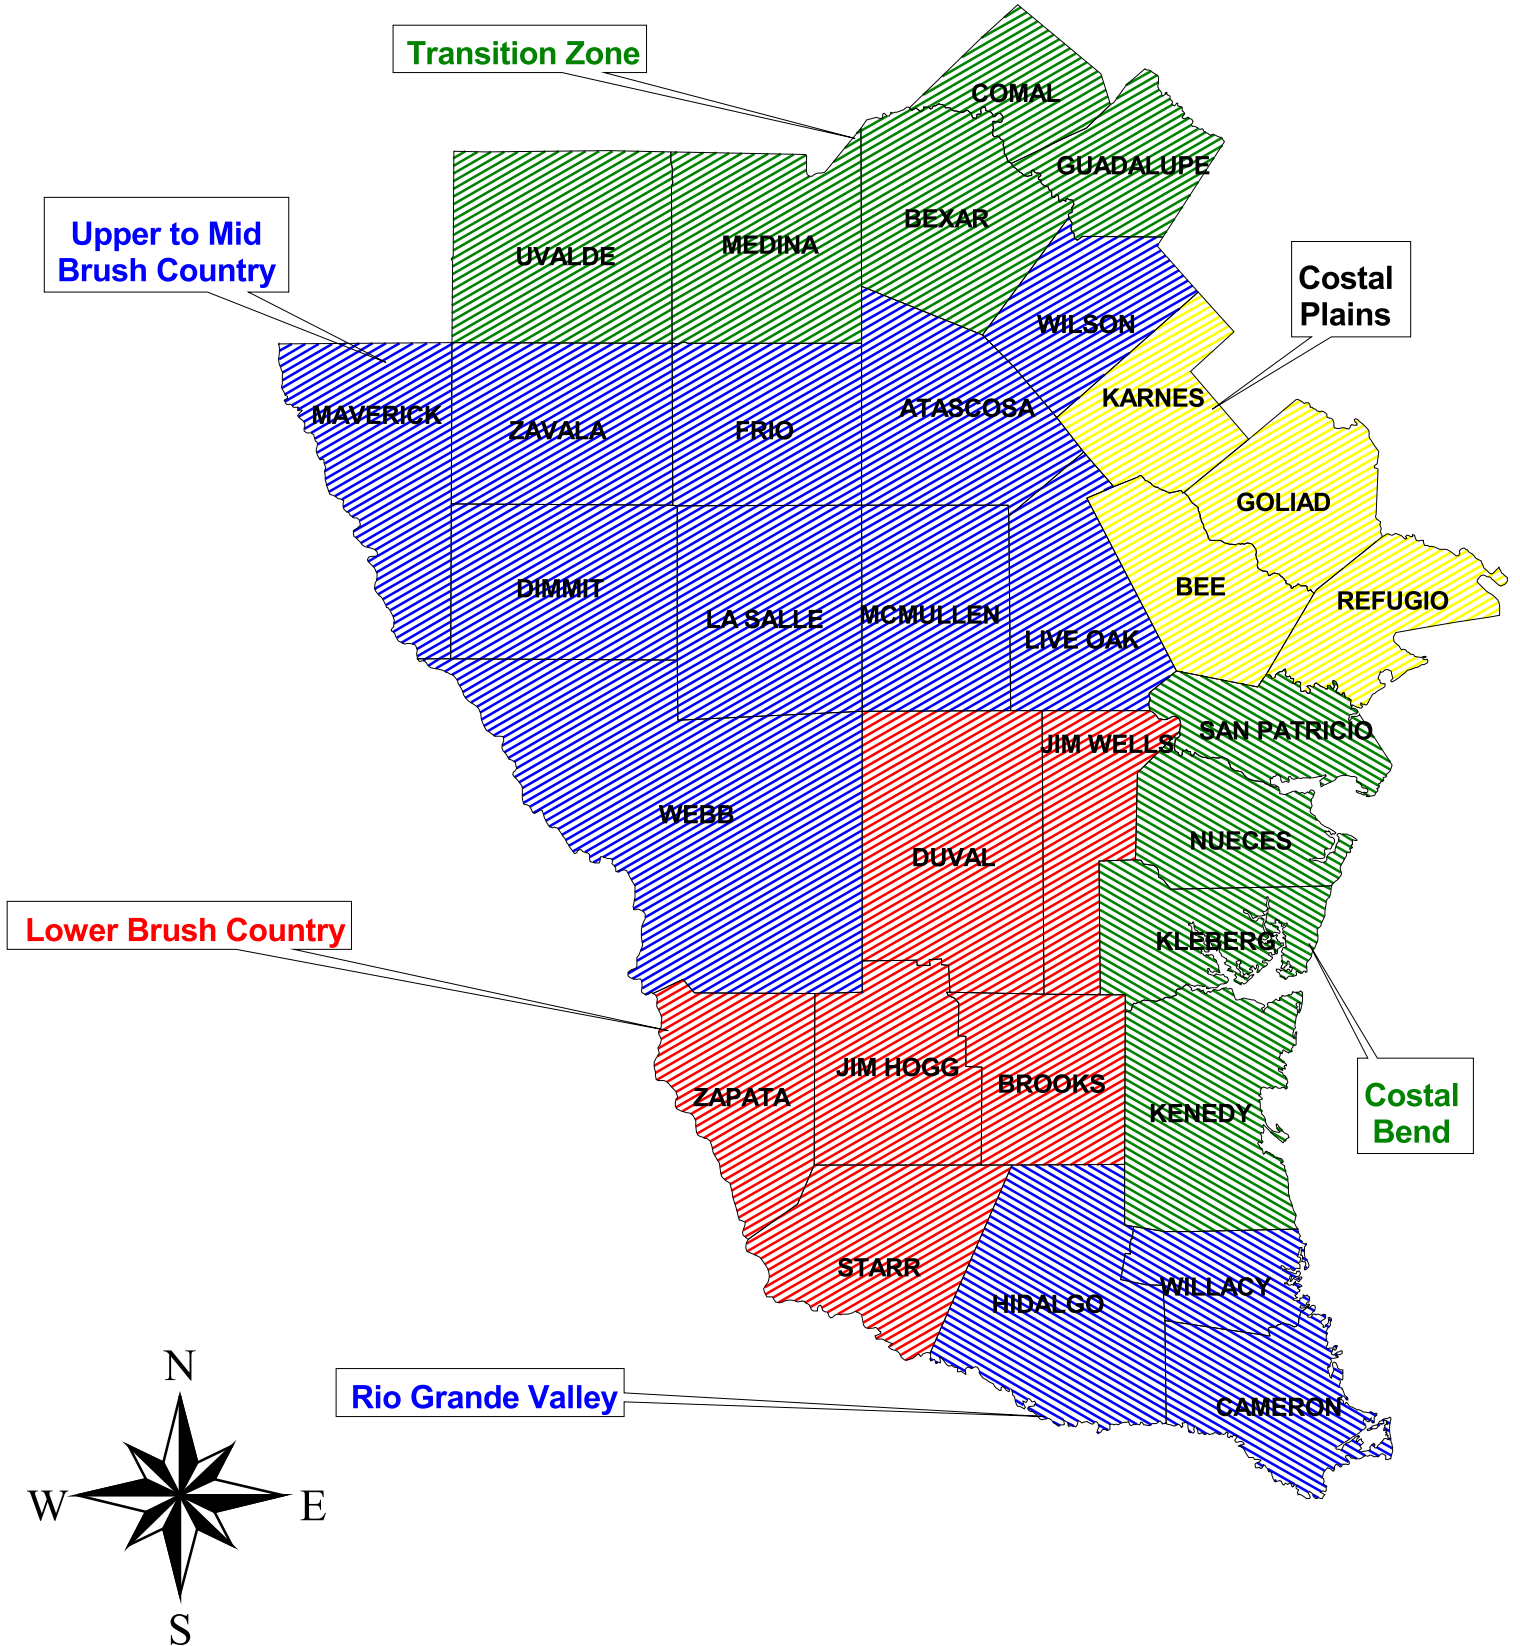 Transition Zone
COMAL
GUADALUPE
BEXAR
MEDINA
UVALDE
Upper to Mid
Brush Country
Costal
Plains
WILSON
KARNES
ATASCOSA
FRIO
ZAVALA
MAVERICK
GOLIAD
BEE
REFUGIO
DIMMIT
LA SALLE
MCMULLEN
LIVE OAK
SAN PATRICIO
JIM WELLS
WEBB
DUVAL
NUECES
Lower Brush Country
KLEBERG
JIM HOGG
BROOKS
ZAPATA
KENEDY
Costal
Bend
STARR
HIDALGO
WILLACY
Rio Grande Valley
CAMERON
N
W
E
S